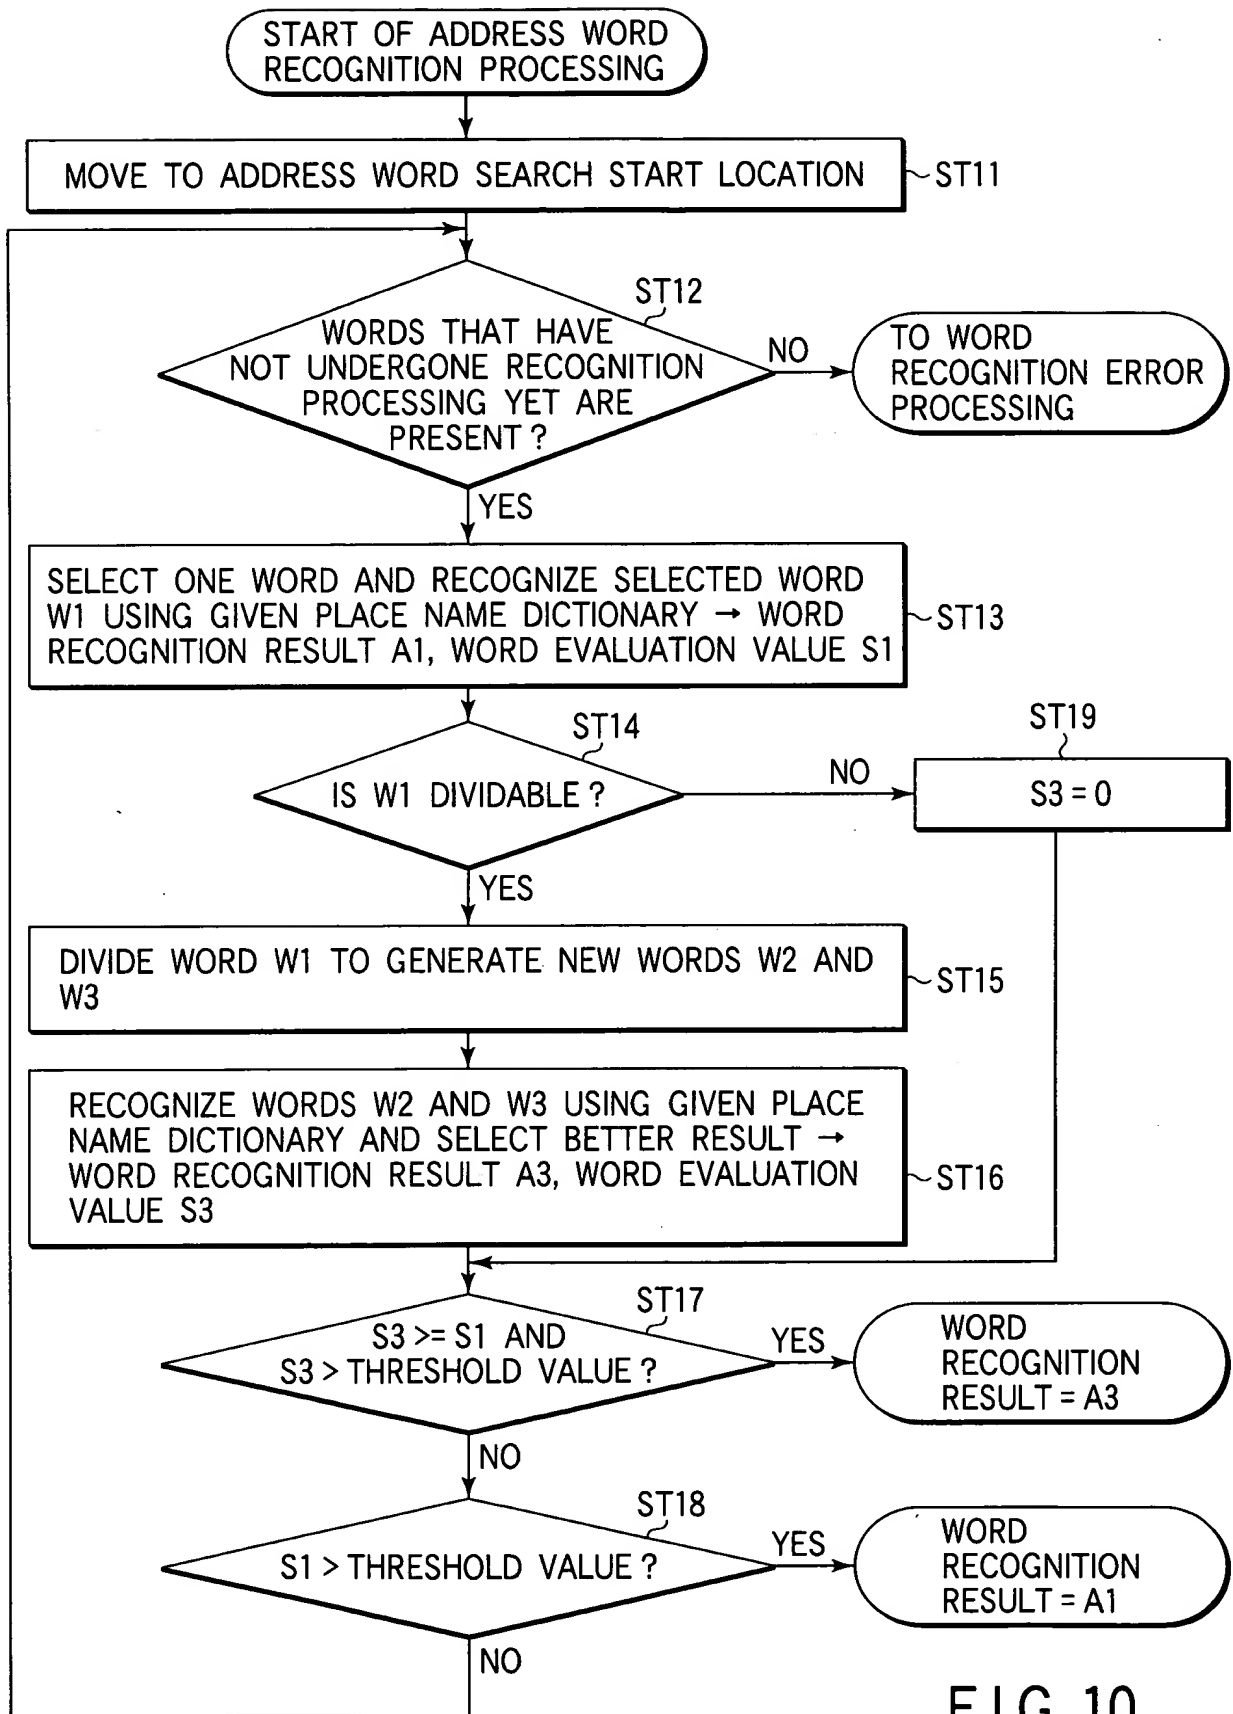 START OF ADDRESS WORD
RECOGNITION PROCESSING
MOVE TO ADDRESS WORD SEARCH START LOCATION
ST11
ST12
WORDS THAT HAVE
NOT UNDERGONE RECOGNITION
PROCESSING YET ARE
PRESENT?
NO
TO WORD
RECOGNITION ERROR
PROCESSING
YES
SELECT ONE WORD AND RECOGNIZE SELECTED WORD
W1 USING GIVEN PLACE NAME DICTIONARY → WORD
RECOGNITION RESULT A1, WORD EVALUATION VALUE S1
ST13
ST14
IS W1 DIVIDABLE?
NO
ST19
S3=0
YES
DIVIDE WORD W1 TO GENERATE NEW WORDS W2 AND
W3
ST15
RECOGNIZE WORDS W2 AND W3 USING GIVEN PLACE
NAME DICTIONARY AND SELECT BETTER RESULT →
WORD RECOGNITION RESULT A3, WORD EVALUATION
VALUE S3
ST16
ST17
S3 >= S1 AND
S3 > THRESHOLD VALUE?
YES
WORD
RECOGNITION
RESULT = A3
NO
ST18
S1 > THRESHOLD VALUE?
YES
WORD
RECOGNITION
RESULT = A1
NO
FIG. 10